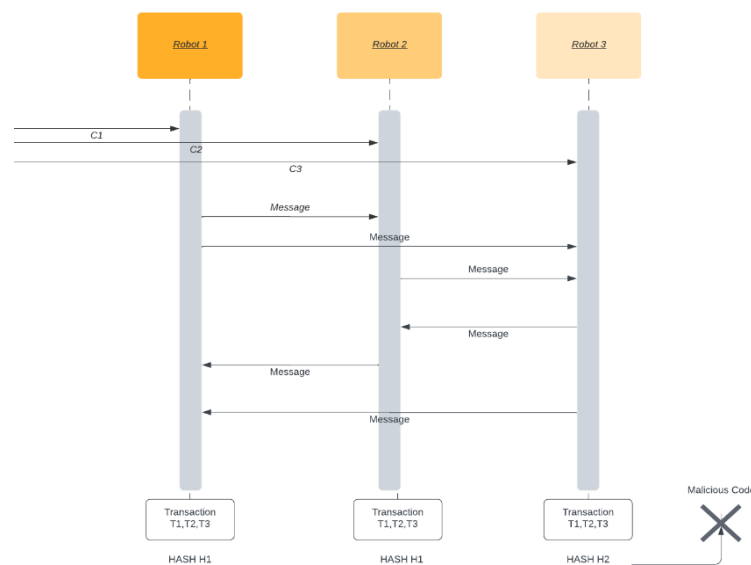 Robot 1
Robot 2
Robot 3
C1
C2
C3
Message
Message
Message
Message
Message
Message
Malicious Code
Transaction
T1,T2,T3
Transaction
T1,T2,T3
Transaction
T1,T2,T3
HASH H1
HASH H1
HASH H2